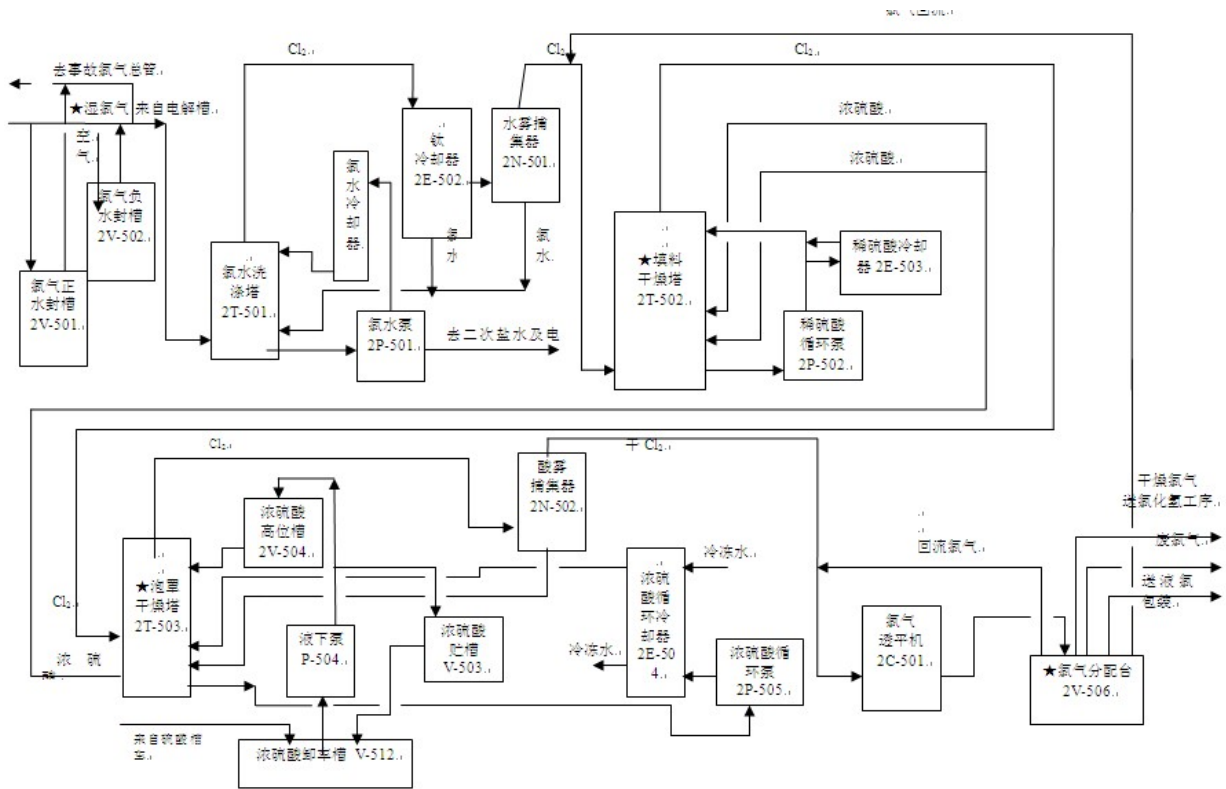 Cl₂
Cl₂
Cl₂
去事故氯气总管
★湿氯气 来自电解槽
空
气
氯气负
水封槽
2V-502
氯气正
水封槽
2V-501
氯
水
冷
却
器
钛
冷却器
2E-502
水雾捕
集器
2N-501
氯
水
氯
水
氯水洗
涤塔
2T-501
氯水泵
2P-501
去二次盐水及电
浓硫酸
浓硫酸
★填料
干燥塔
2T-502
稀硫酸冷却
器 2E-503
稀硫酸
循环泵
2P-502
Cl₂
干 Cl₂
酸雾
捕集器
2N-502
浓硫酸
高位槽
2V-504
★泡罩
干燥塔
2T-503
Cl₂
浓 硫
液下泵
P-504
浓硫酸
贮槽
V-503
冷冻水
浓硫
酸循
环冷
却器
2E-50
4
冷冻水
浓硫酸循
环泵
2P-505
回流氯气
氯气
透平机
2C-501
干燥氯气
送氯化氢工序
废氯气
送液氯
包装
★氯气分配台
2V-506
来自硫酸槽
浓硫酸卸车槽 V-512